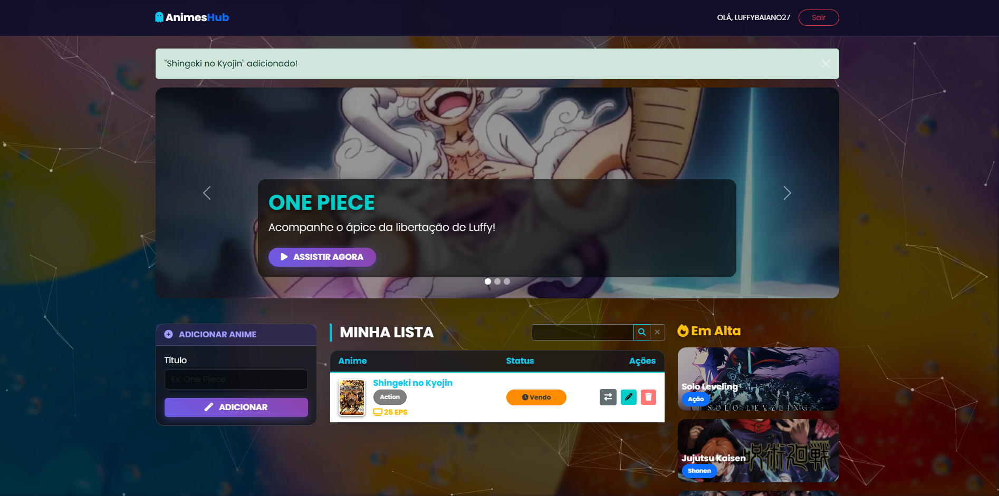 AnimesHub
OLÁ, LUFFYBAIANO27
Sair
"Shingeki no Kyojin" adicionado!
ONE PIECE
Acompanhe o ápice da libertação de Luffy!
ASSISTIR AGORA
ADICIONAR ANIME
Título
Ex: One Piece
ADICIONAR
MINHA LISTA
Anime Status Ações
Shingeki no Kyojin
Action
25 EPS
Vendo
Em Alta
Solo Leveling
Ação
SOLO LEVELING
Jujutsu Kaisen
呪術廻戦
Shonen